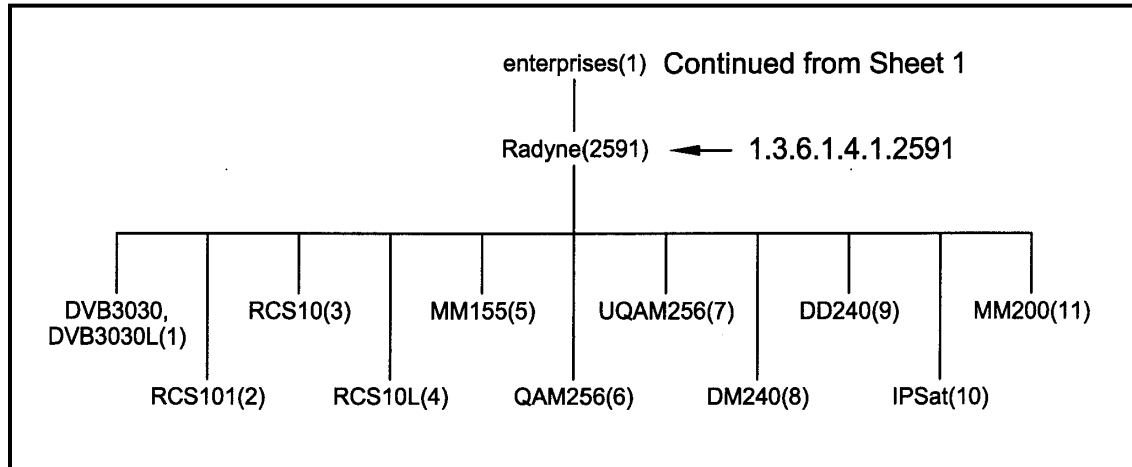 enterprises(1) Continued from Sheet 1
Radyne(2591) 1.3.6.1.4.1.2591
DVB3030,
DVB3030L(1)
RCS10(3)
MM155(5)
UQAM256(7)
DD240(9)
MM200(11)
RCS101(2)
RCS10L(4)
QAM256(6)
DM240(8)
IPSat(10)